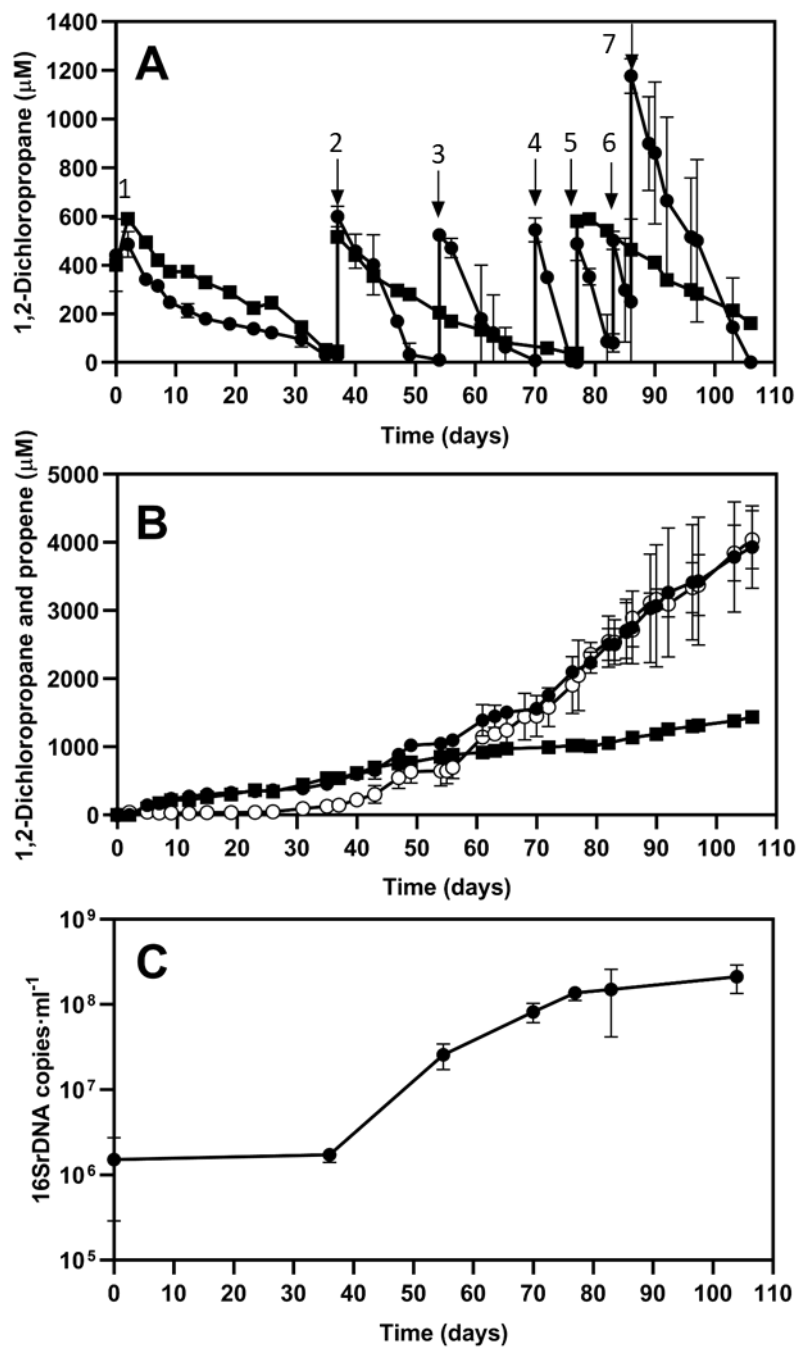 A
1,2-Dichloropropane (μM)
1400
1200
1000
800
600
400
200
0
1
2
3
4
5
6
7
0 10 20 30 40 50 60 70 80 90 100 110
Time (days)
B
1,2-Dichloropropane and propene (μM)
5000
4000
3000
2000
1000
0
0 10 20 30 40 50 60 70 80 90 100 110
Time (days)
C
16SrDNA copies·ml⁻¹
10⁹
10⁸
10⁷
10⁶
10⁵
0 10 20 30 40 50 60 70 80 90 100 110
Time (days)